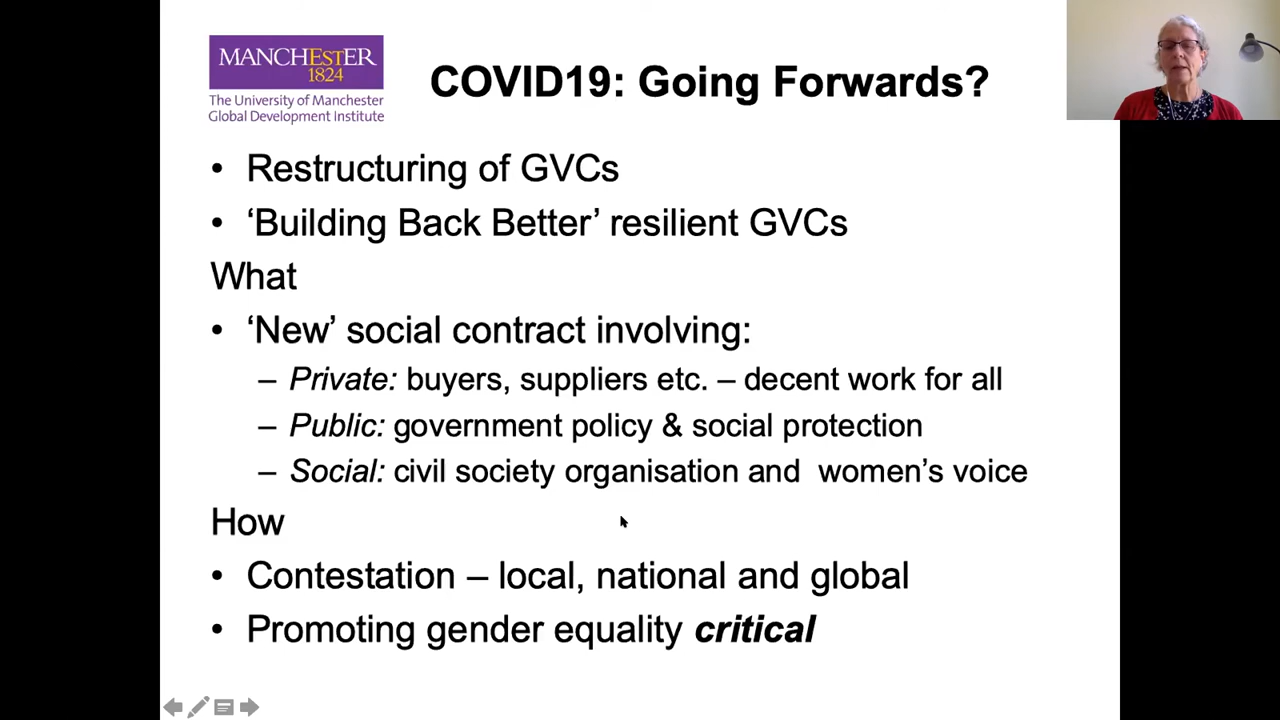 MANCHESTER
1824
The University of Manchester
Global Development Institute
COVID19: Going Forwards?
• Restructuring of GVCs
• ‘Building Back Better’ resilient GVCs
What
• ‘New’ social contract involving:
– Private: buyers, suppliers etc. – decent work for all
– Public: government policy & social protection
– Social: civil society organisation and women’s voice
How
• Contestation – local, national and global
• Promoting gender equality critical